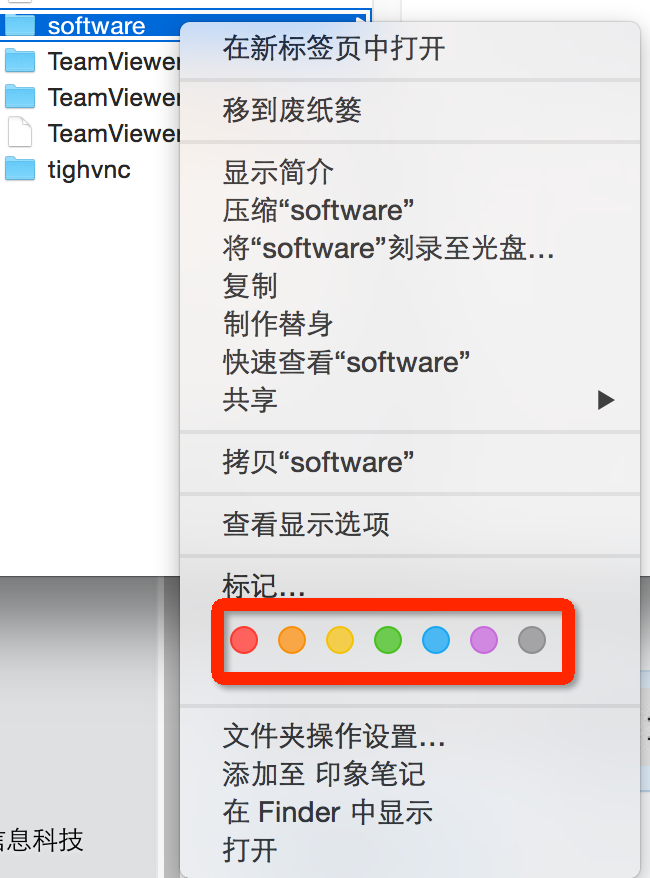 software
在新标签页中打开
TeamViewer
TeamViewer
移到废纸篓
TeamViewer
tighvnc
显示简介
压缩“software”
将“software”刻录至光盘...
复制
制作替身
快速查看“software”
共享
拷贝“software”
查看显示选项
标记...
文件夹操作设置...
添加至 印象笔记
在 Finder 中显示
信息科技
打开